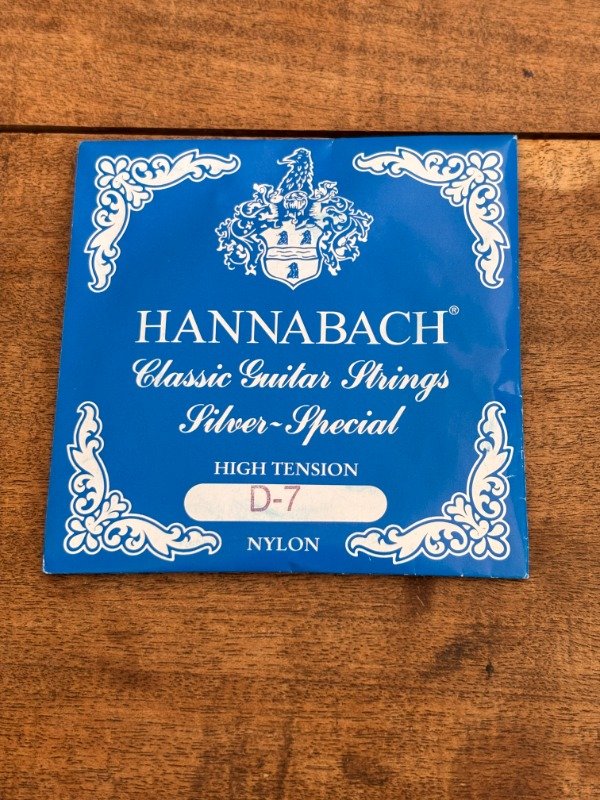 HANNABACH®
Classic Guitar Strings
Silver-Special
HIGH TENSION
D-7
NYLON